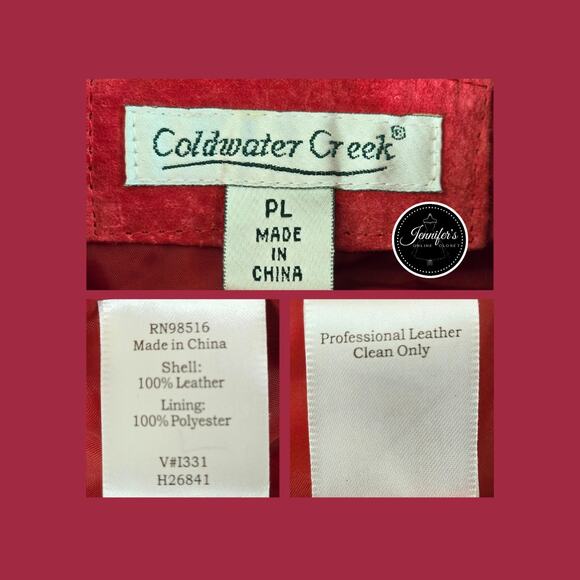 Coldwater Creek®
PL
MADE
IN
CHINA
Jennifer's
ONLINE CLOSET
RN98516
Made in China
Shell:
100% Leather
Lining:
100% Polyester
V#I331
H26841
Professional Leather
Clean Only